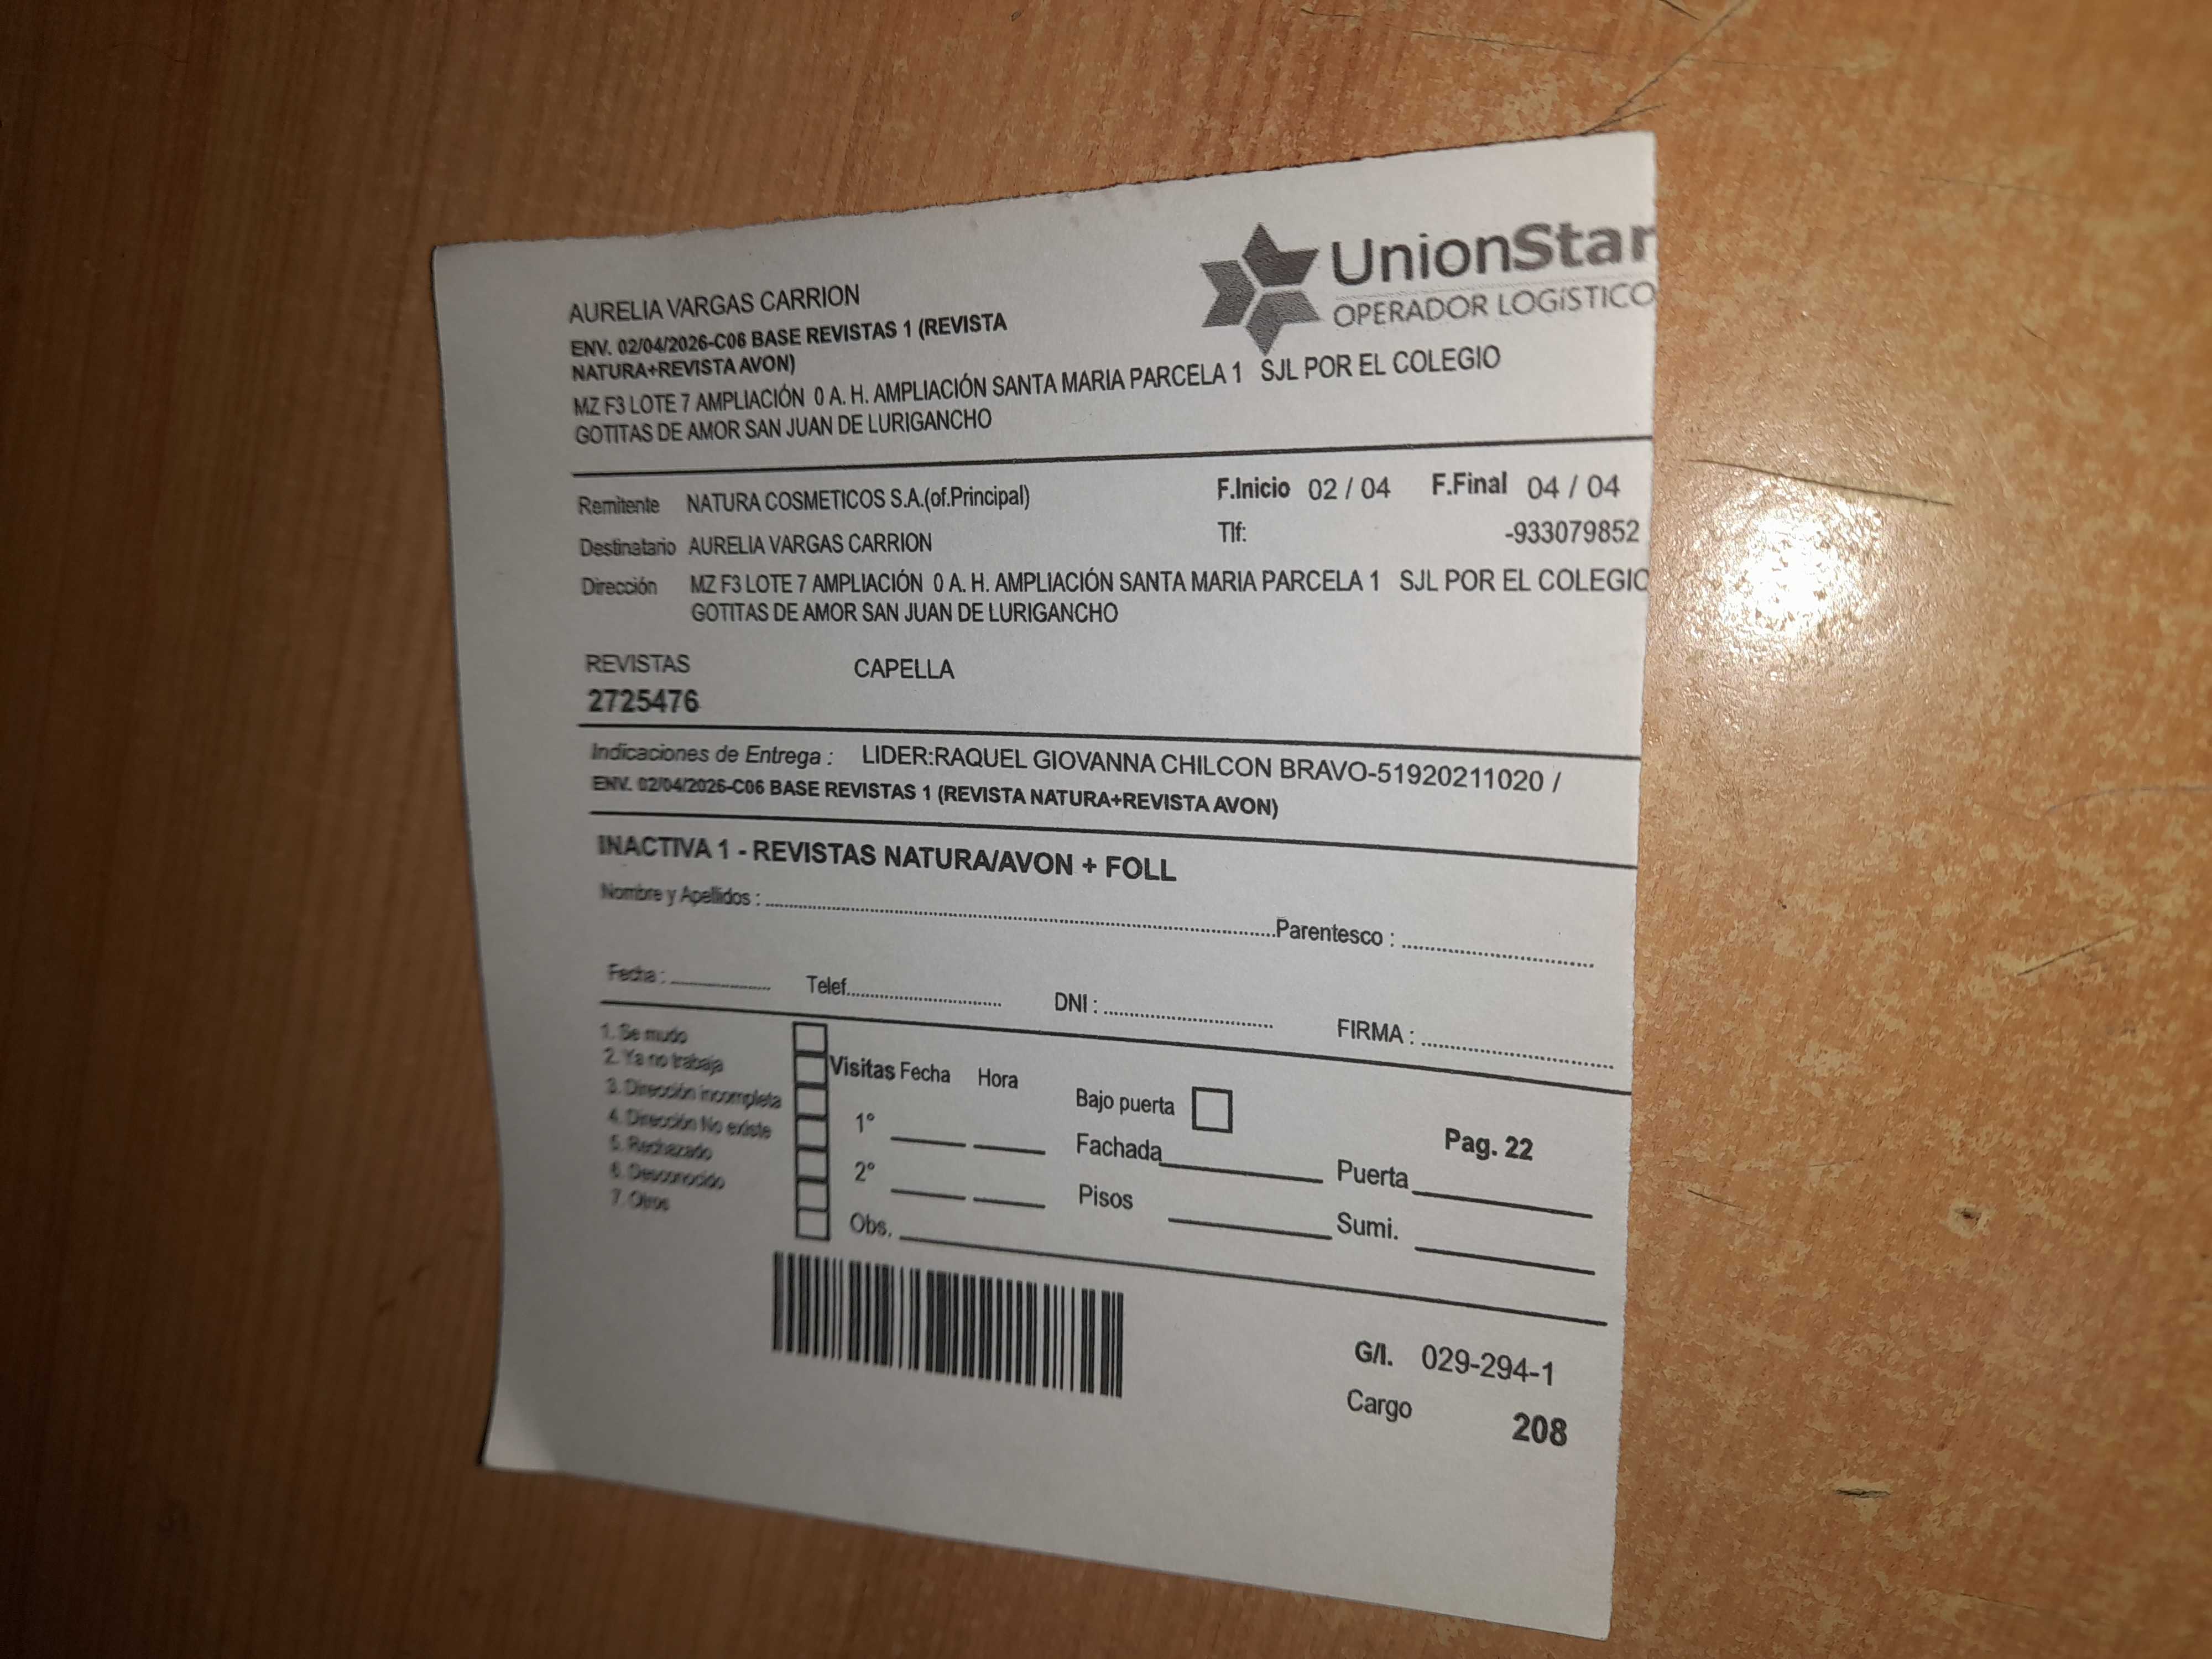 UnionStar
OPERADOR LOGÍSTICO
AURELIA VARGAS CARRION
ENV. 02/04/2026-C06 BASE REVISTAS 1 (REVISTA
NATURA+REVISTA AVON)
MZ F3 LOTE 7 AMPLIACIÓN 0 A. H. AMPLIACIÓN SANTA MARIA PARCELA 1 SJL POR EL COLEGIO
GOTITAS DE AMOR SAN JUAN DE LURIGANCHO
Remitente NATURA COSMETICOS S.A.(of.Principal) F.Inicio 02 / 04 F.Final 04 / 04
Destinatario AURELIA VARGAS CARRION Tlf: -933079852
Dirección MZ F3 LOTE 7 AMPLIACIÓN 0 A. H. AMPLIACIÓN SANTA MARIA PARCELA 1 SJL POR EL COLEGIO
GOTITAS DE AMOR SAN JUAN DE LURIGANCHO
REVISTAS CAPELLA
2725476
Indicaciones de Entrega : LIDER:RAQUEL GIOVANNA CHILCON BRAVO-51920211020 /
ENV. 02/04/2026-C06 BASE REVISTAS 1 (REVISTA NATURA+REVISTA AVON)
INACTIVA 1 - REVISTAS NATURA/AVON + FOLL
Nombre y Apellidos : Parentesco :
Fecha : Telef. DNI : FIRMA :
1. Se mudo
2. Ya no trabaja
3. Dirección incompleta
4. Dirección No existe
5. Rechazado
6. Desconocido
7. Otros
Visitas Fecha Hora
1°
2°
Obs.
Bajo puerta
Fachada Puerta
Pisos Sumi.
Pag. 22
G/I. 029-294-1
Cargo 208